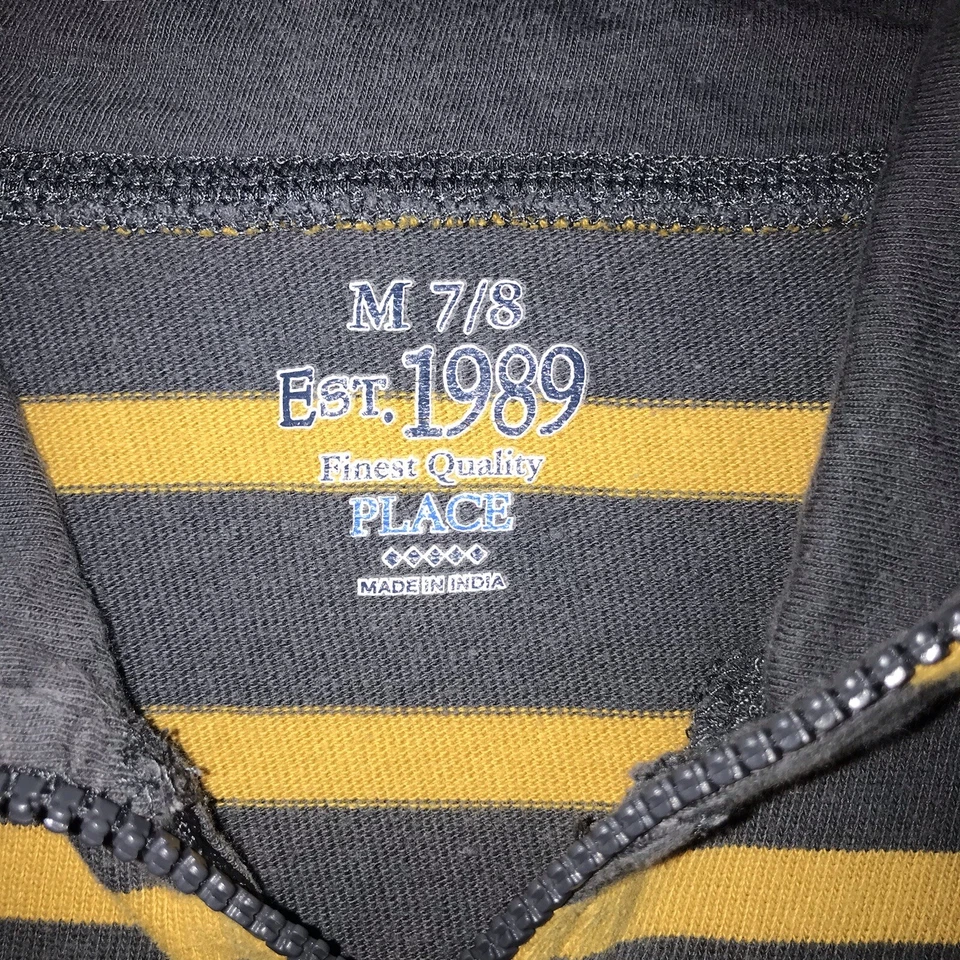 M 7/8
EST. 1989
Finest Quality
PLACE
MADE IN INDIA